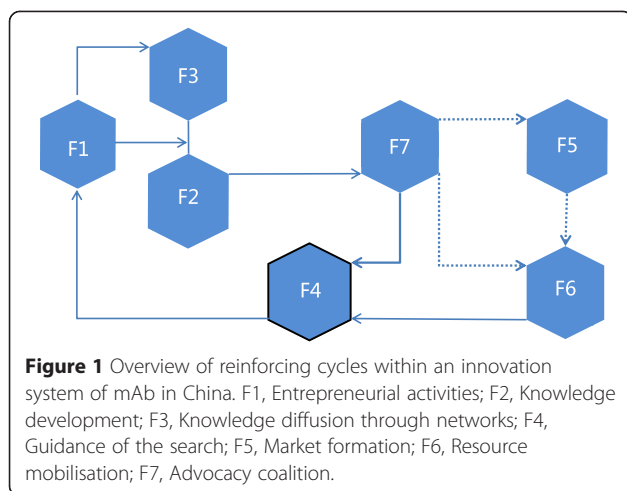 F3
F1
F7
F5
F2
F4
F6
Figure 1 Overview of reinforcing cycles within an innovation
system of mAb in China. F1, Entrepreneurial activities; F2, Knowledge
development; F3, Knowledge diffusion through networks; F4,
Guidance of the search; F5, Market formation; F6, Resource
mobilisation; F7, Advocacy coalition.